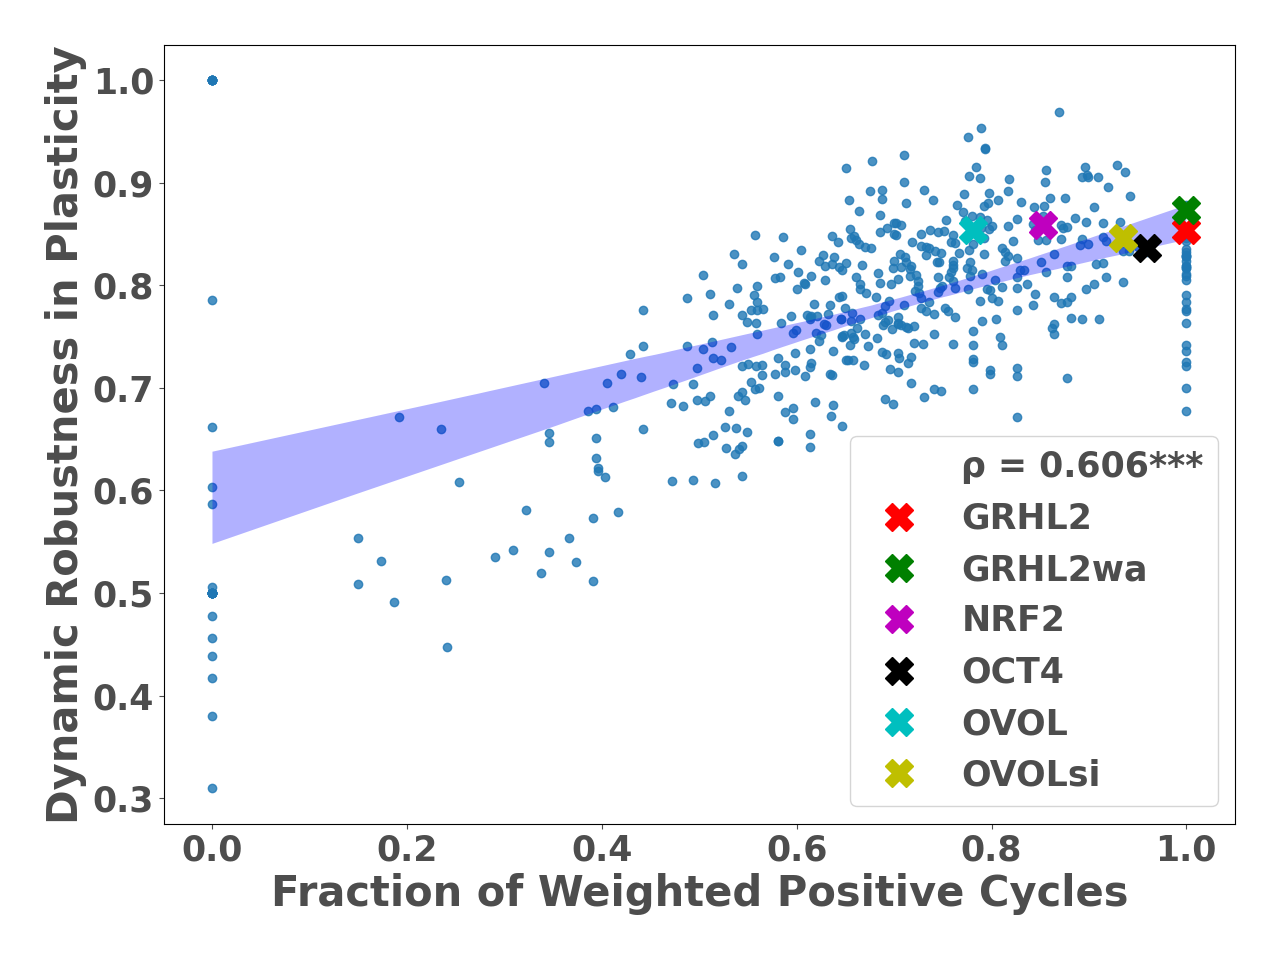 Dynamic Robustness in Plasticity
1.0
0.9
0.8
0.7
0.6
0.5
0.4
0.3
ρ = 0.606***
GRHL2
GRHL2wa
NRF2
OCT4
OVOL
OVOLsi
0.0 0.2 0.4 0.6 0.8 1.0
Fraction of Weighted Positive Cycles